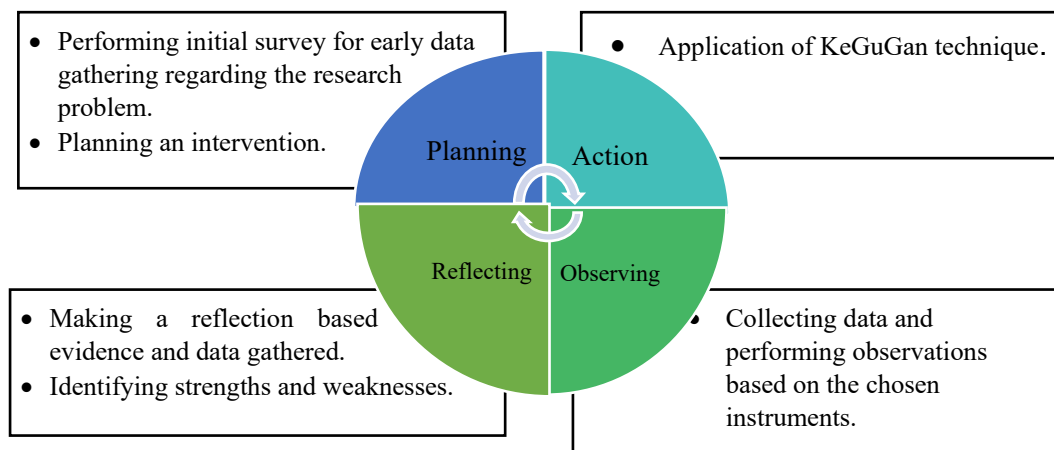 • Performing initial survey for early data
gathering regarding the research
problem.
• Planning an intervention.
• Application of KeGuGan technique.
Planning
Action
Reflecting
Observing
• Making a reflection based
evidence and data gathered.
• Identifying strengths and weaknesses.
• Collecting data and
performing observations
based on the chosen
instruments.